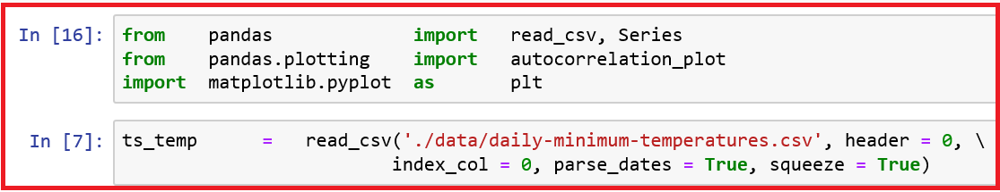 In [16]: from pandas import read_csv, Series
from pandas.plotting import autocorrelation_plot
import matplotlib.pyplot as plt
In [7]: ts_temp = read_csv('./data/daily-minimum-temperatures.csv', header = 0, \
index_col = 0, parse_dates = True, squeeze = True)